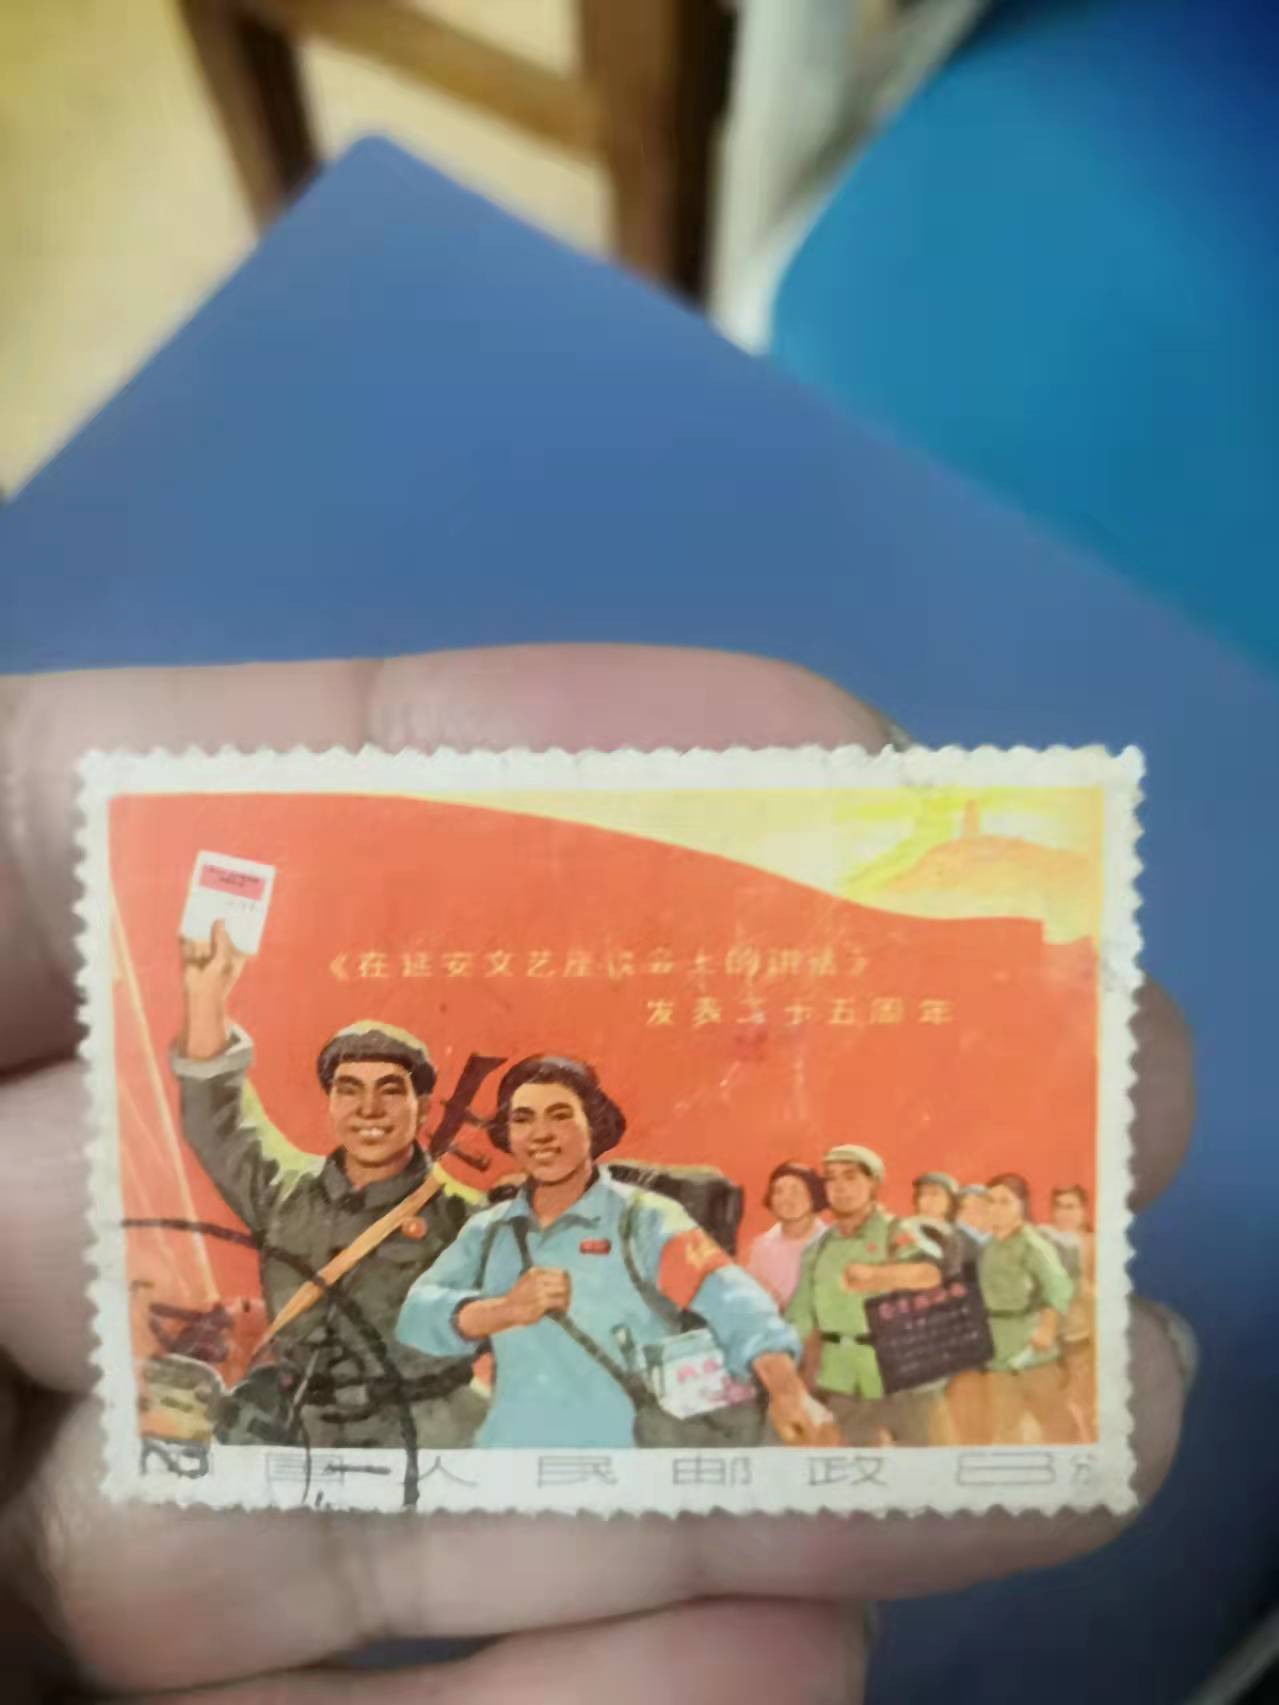 《在延安文艺座谈会上的讲话》
发表二十五周年
中国人民邮政 8分